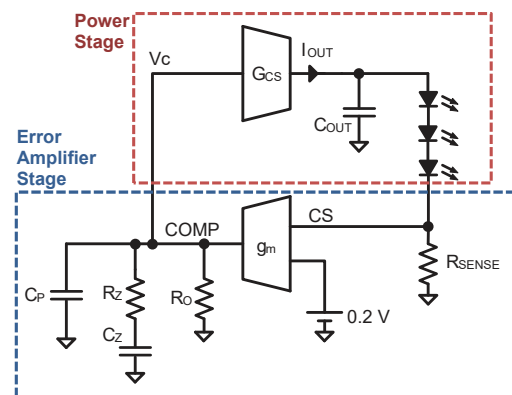 Power
Stage
Vc
GCS
IOUT
COUT
Error
Amplifier
Stage
COMP
CS
gm
RSENSE
CP
RZ
RO
CZ
0.2 V